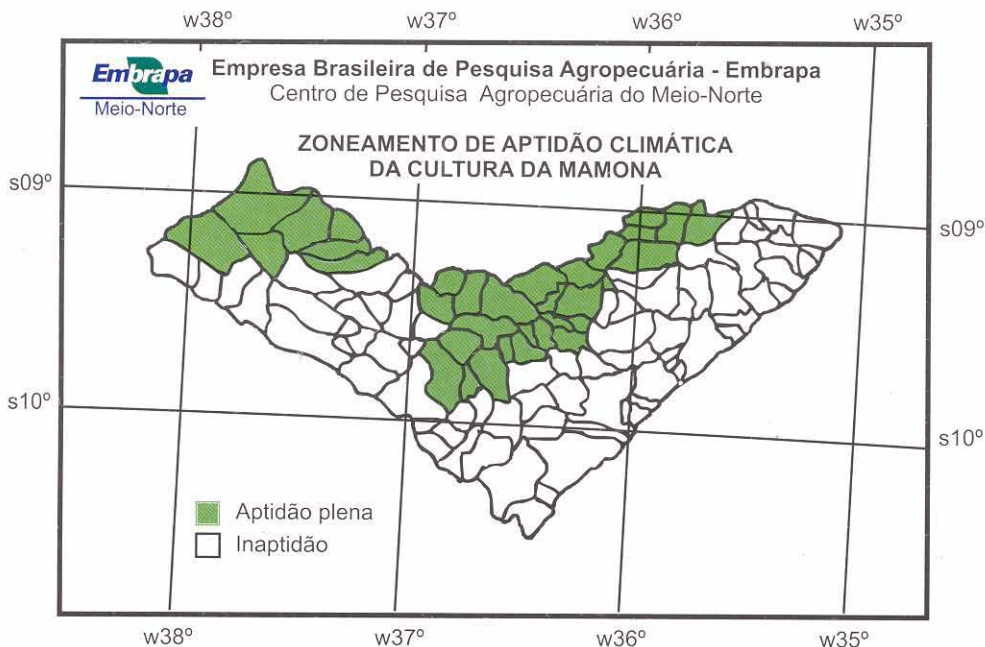 w38º w37º w36º w35º
Embrapa
Meio-Norte
Empresa Brasileira de Pesquisa Agropecuária - Embrapa
Centro de Pesquisa Agropecuária do Meio-Norte
ZONEAMENTO DE APTIDÃO CLIMÁTICA
DA CULTURA DA MAMONA
s09º s09º
s10º s10º
Aptidão plena
Inaptidão
w38º w37º w36º w35º